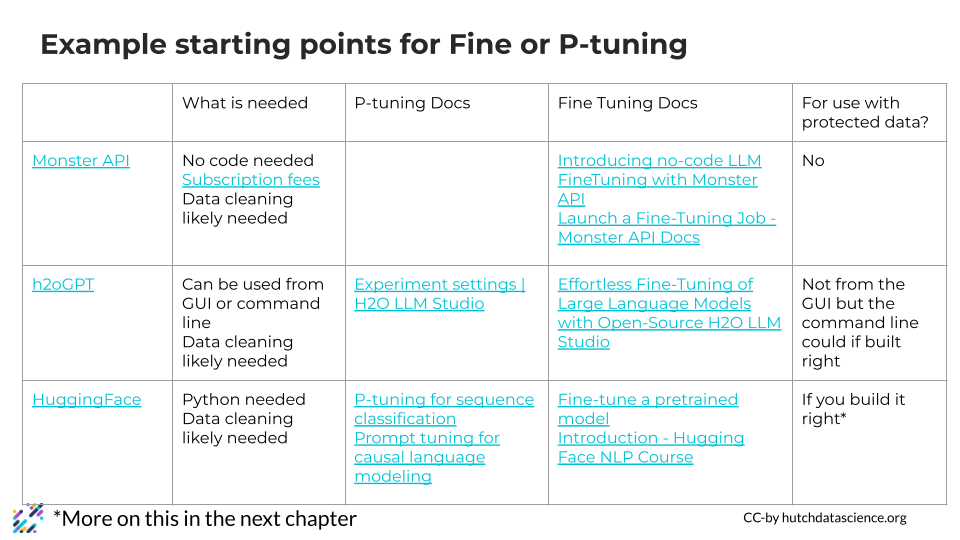 Example starting points for Fine or P-tuning
What is needed
P-tuning Docs
Fine Tuning Docs
For use with
protected data?
Monster API
No code needed
Subscription fees
Data cleaning
likely needed
Introducing no-code LLM
FineTuning with Monster
API
Launch a Fine-Tuning Job -
Monster API Docs
No
h2oGPT
Can be used from
GUI or command
line
Data cleaning
likely needed
Experiment settings |
H2O LLM Studio
Effortless Fine-Tuning of
Large Language Models
with Open-Source H2O LLM
Studio
Not from the
GUI but the
command line
could if built
right
HuggingFace
Python needed
Data cleaning
likely needed
P-tuning for sequence
classification
Prompt tuning for
causal language
modeling
Fine-tune a pretrained
model
Introduction - Hugging
Face NLP Course
If you build it
right*
*More on this in the next chapter
CC-by hutchdatascience.org